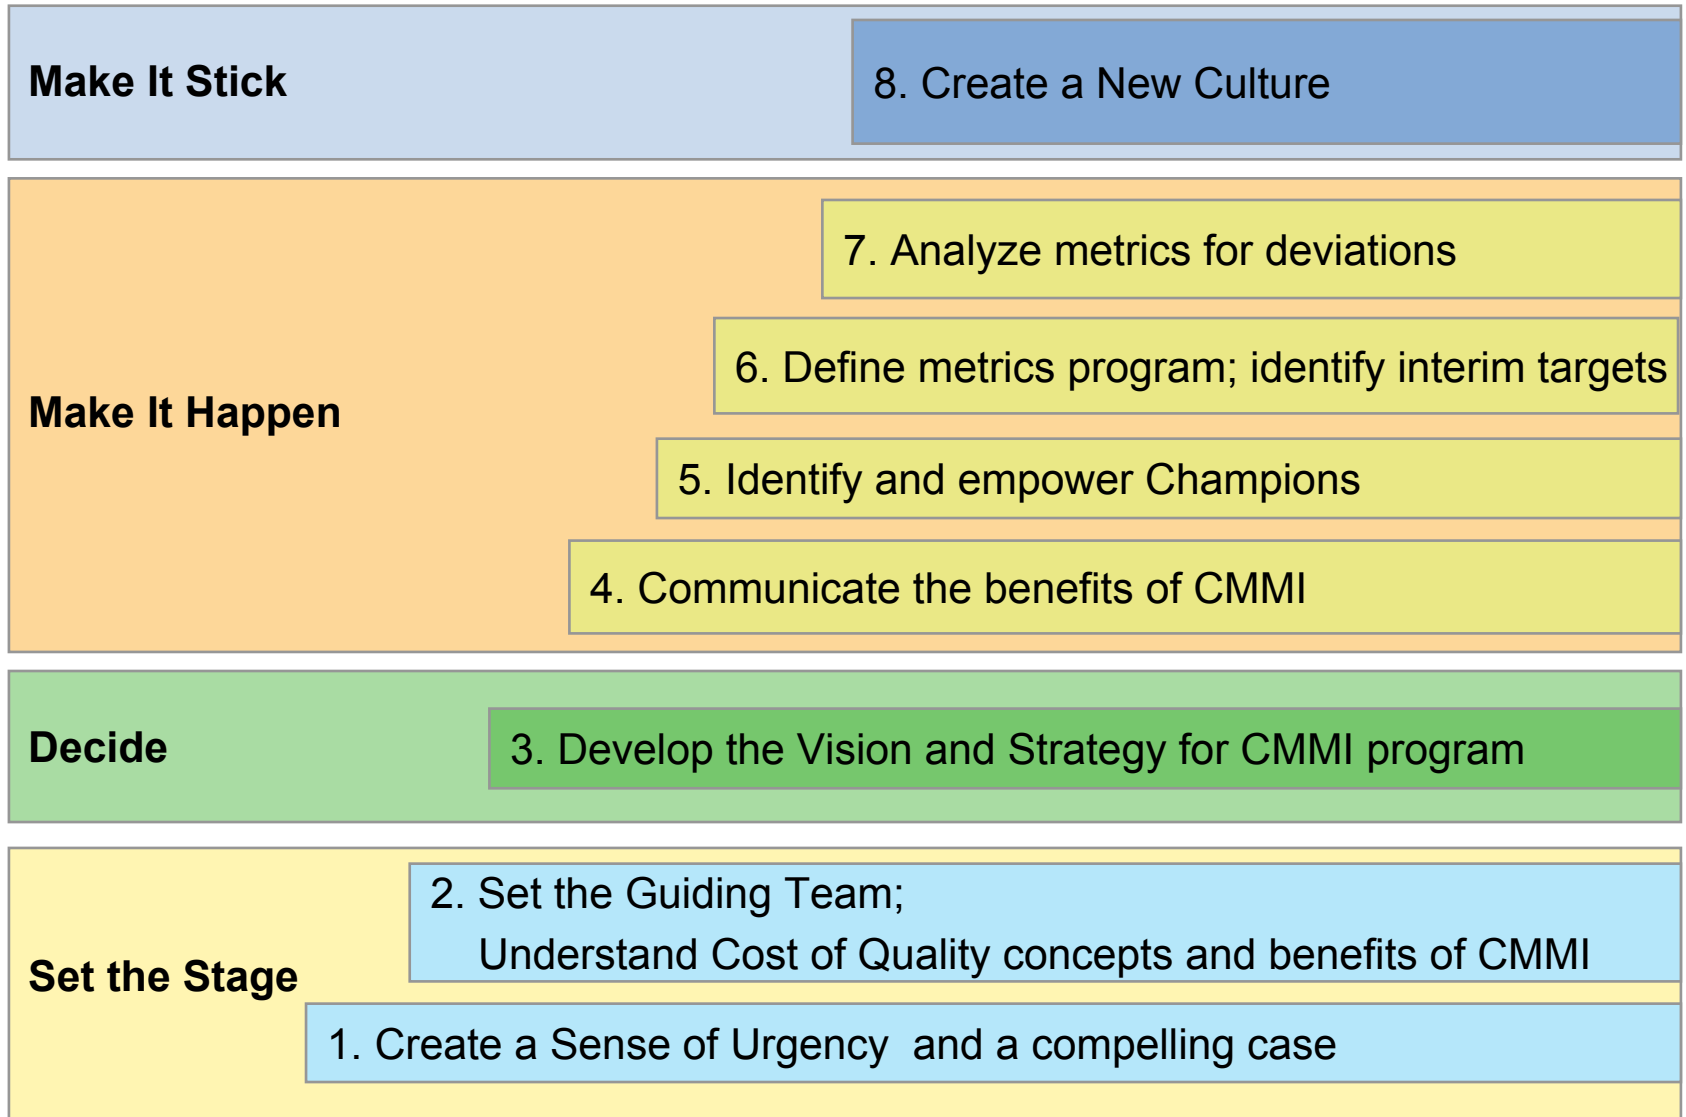 Make It Stick
8. Create a New Culture
Make It Happen
7. Analyze metrics for deviations
6. Define metrics program; identify interim targets
5. Identify and empower Champions
4. Communicate the benefits of CMMI
Decide
3. Develop the Vision and Strategy for CMMI program
Set the Stage
2. Set the Guiding Team;
Understand Cost of Quality concepts and benefits of CMMI
1. Create a Sense of Urgency  and a compelling case